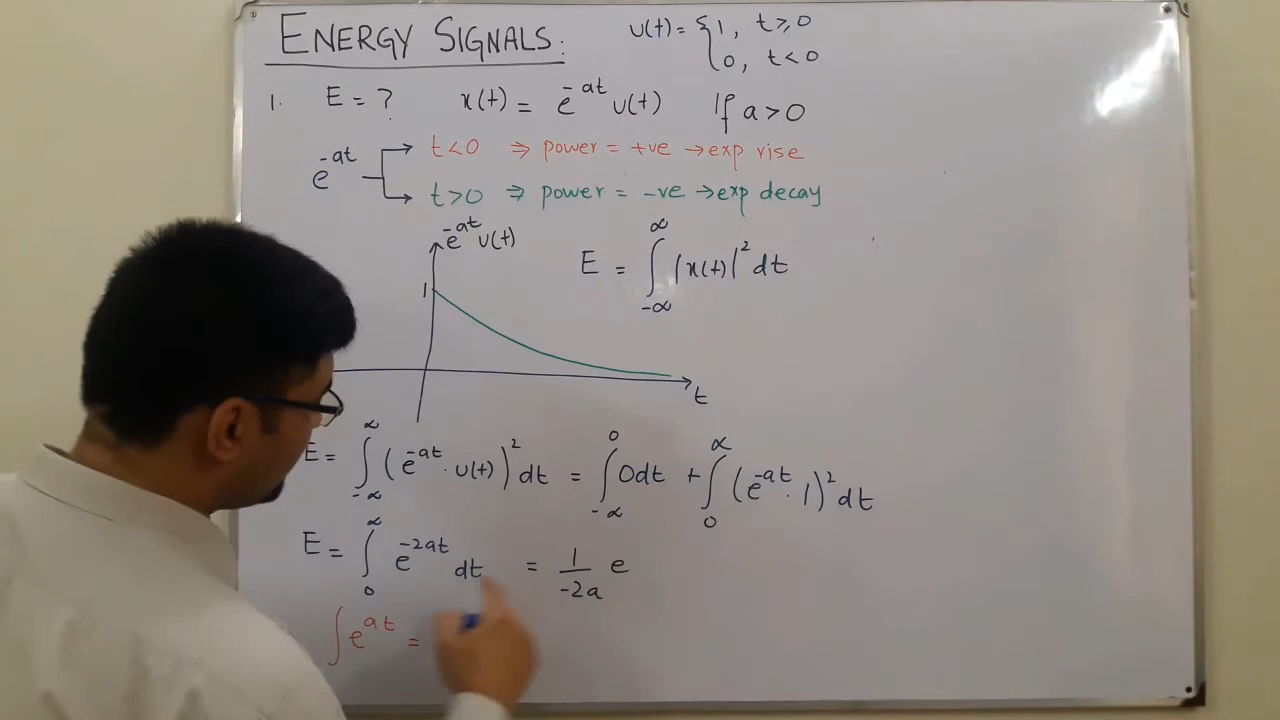 ENERGY SIGNALS:
u(t) = { 1, t ≥ 0
0, t < 0
1. E = ? x(t) = e^-at u(t) If a > 0
e^-at → t < 0 ⇒ power = +ve → exp rise
→ t > 0 ⇒ power = -ve → exp decay
e^-at u(t)
E = ∫_-∞^∞ |x(t)|^2 dt
1
t
E = ∫_-∞^∞ (e^-at · u(t))^2 dt = ∫_-∞^0 0 dt + ∫_0^∞ (e^-at · 1)^2 dt
E = ∫_0^∞ e^-2at dt = 1/-2a e
∫ e^at =